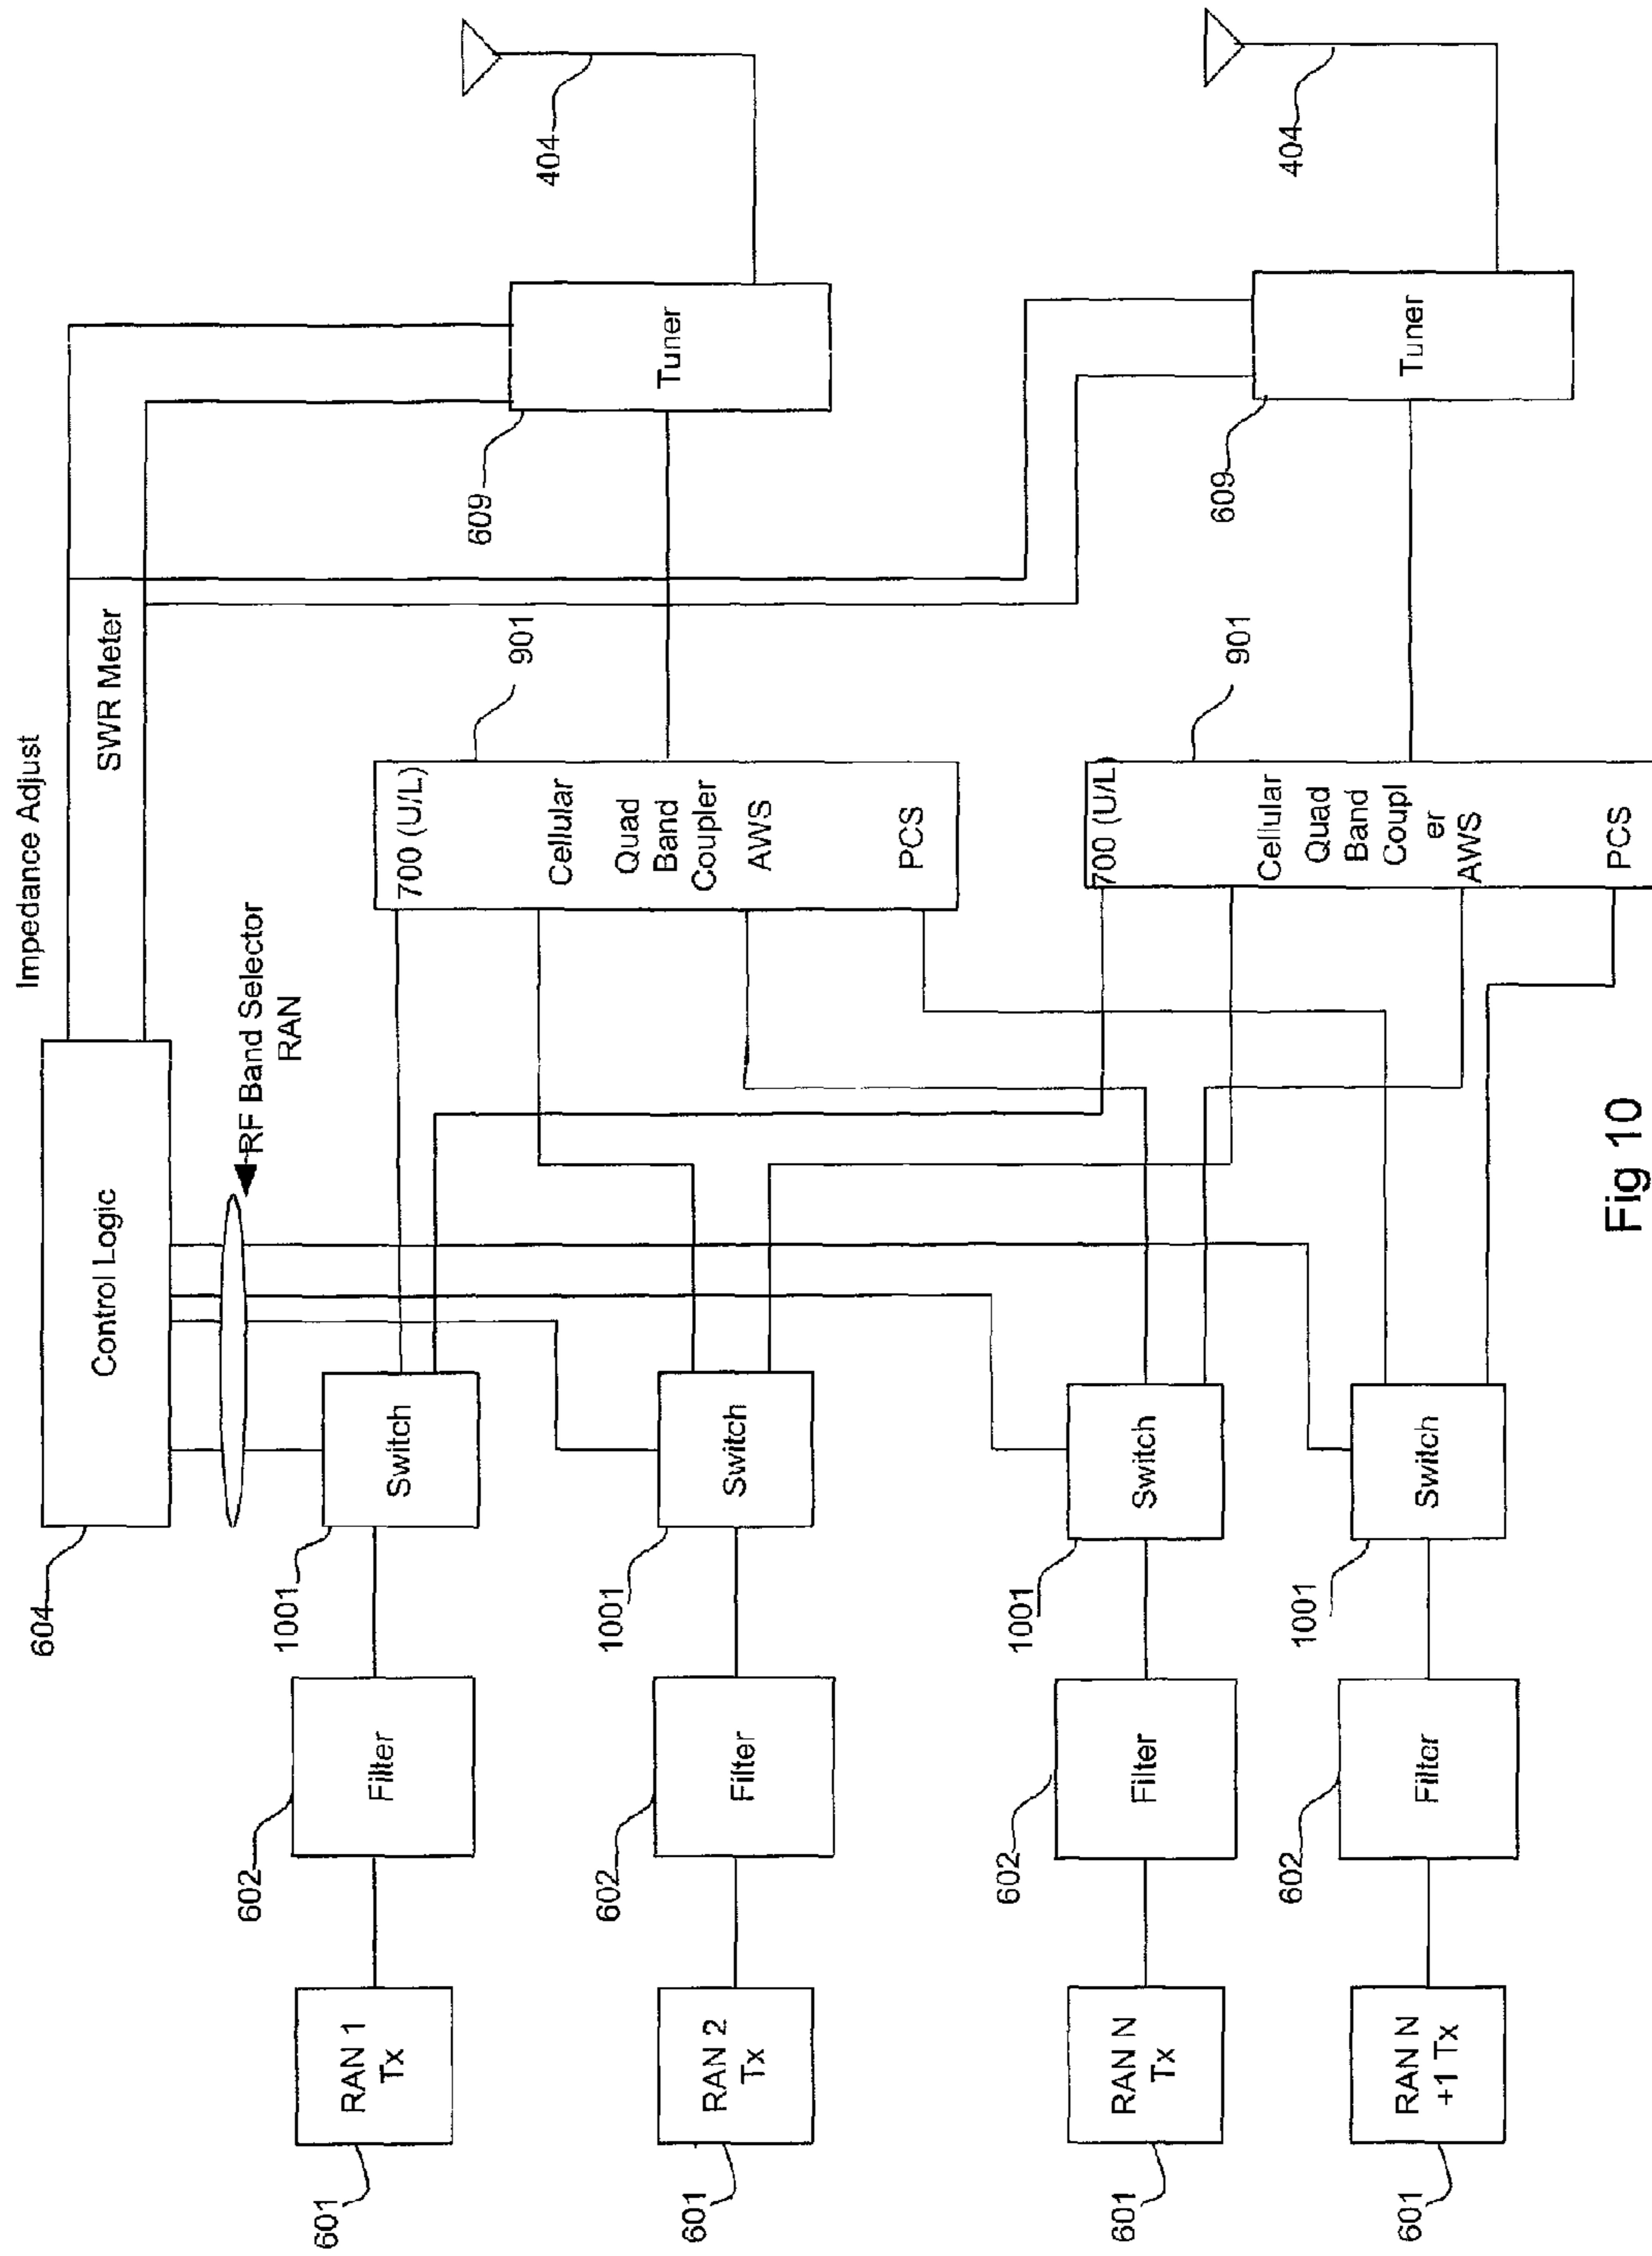 Impedance Adjust
SWR Meter
604
Control Logic
RF Band Selector
RAN
601
RAN 1
Tx
602
Filter
1001
Switch
700 (U/L)
Cellular
Quad
Band
Coupler
AWS
PCS
901
609
Tuner
404
601
RAN 2
Tx
602
Filter
1001
Switch
601
RAN N
Tx
602
Filter
1001
Switch
700 (U/L)
Cellular
Quad
Band
Coupl
er
AWS
PCS
901
609
Tuner
404
601
RAN N
+1 Tx
602
Filter
1001
Switch
Fig 10